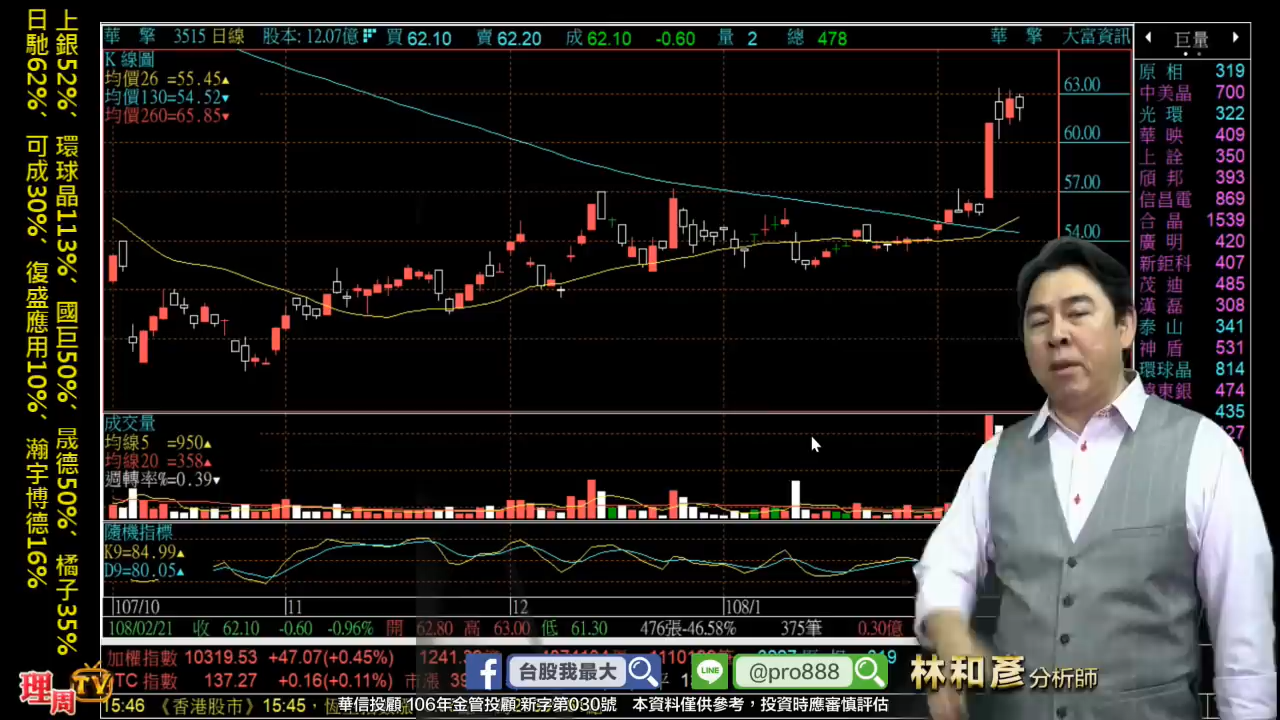 上銀52%、環球晶113%、國巨50%、晟德50%、橘子35%
日馳62%、可成30%、復盛應用10%、瀚宇博德16%
華 擎 3515 日線 股本: 12.07億 買 62.10 賣 62.20 成 62.10 -0.60 量 2 總 478 華 擎 大富資訊
K 線圖
均價26 =55.45▲
均價130=54.52▼
均價260=65.85▼
63.00
60.00
57.00
54.00
巨量
原 相 319
中美晶 700
光 環 322
華 映 409
上 詮 350
頎 邦 393
信昌電 869
合 晶 1539
廣 明 420
新鉅科 407
茂 迪 485
漢 磊 308
泰 山 341
神 盾 531
環球晶 814
東銀 474
435
成交量
均線5 =950▲
均線20 =358▲
週轉率%=0.39▼
隨機指標
K9=84.99▲
D9=80.05▲
107/10 11 12 108/1
108/02/21 收 62.10 -0.60 -0.96% 開 62.80 高 63.00 低 61.30 476張-46.58% 375筆 0.30億
加權指數 10319.53 +47.07(+0.45%)
TC 指數 137.27 +0.16(+0.11%) 市漲
台股我最大
LINE
@pro888
林和彥分析師
理周TV
15:46 《香港股市》 15:45,
華信投顧 106年金管投顧新字第030號 本資料僅供參考，投資時應審慎評估